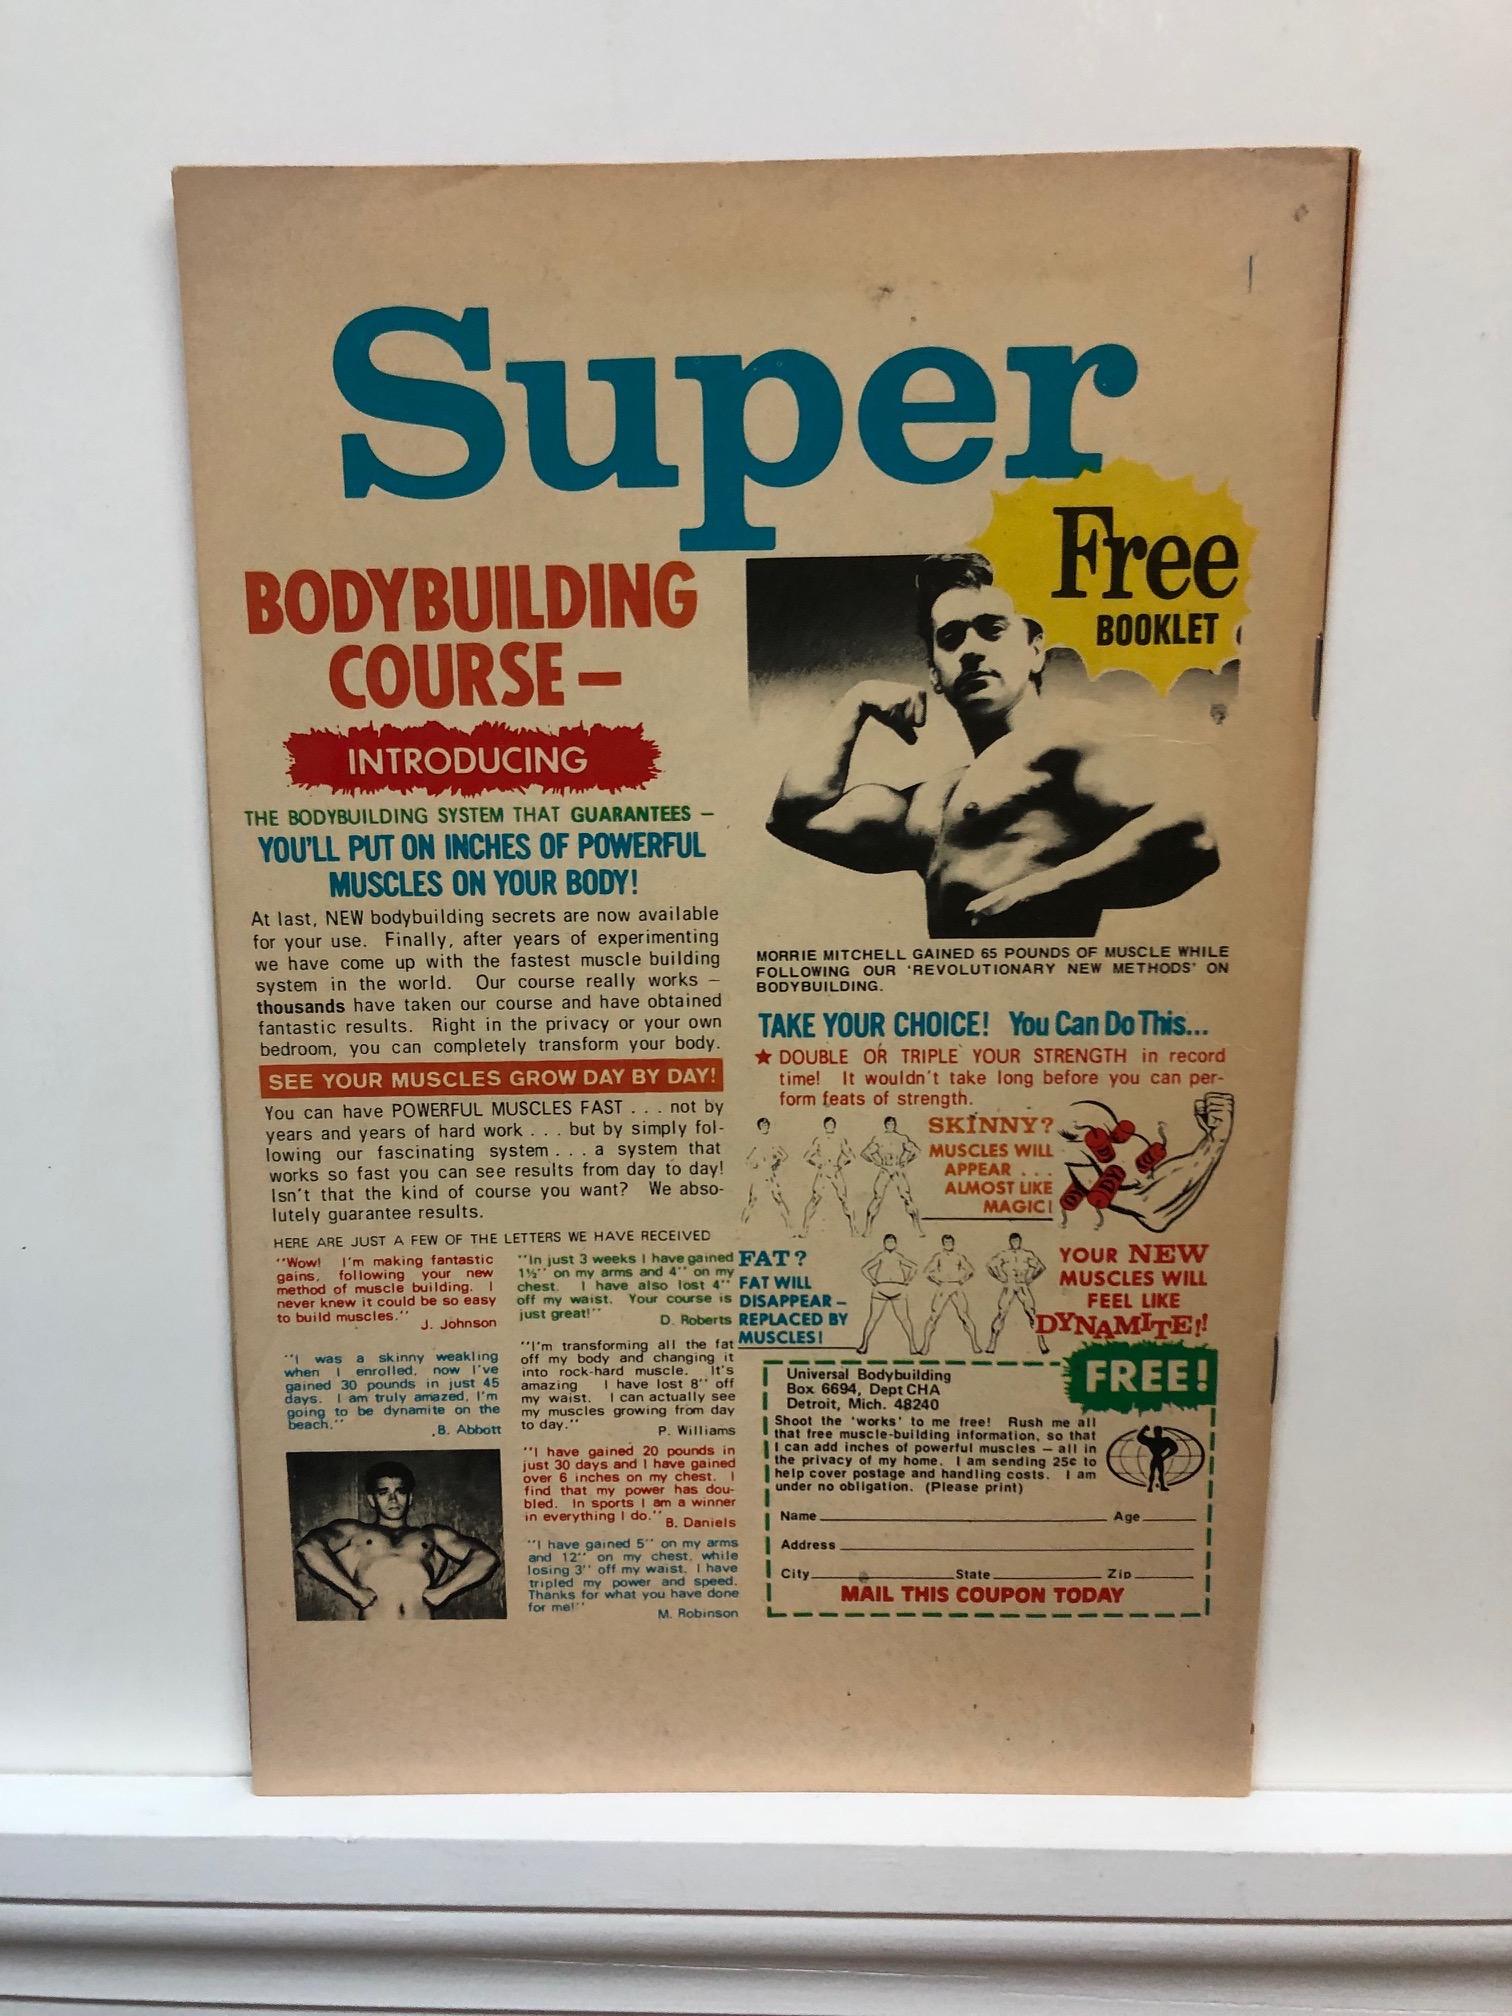 Super
Free
BOOKLET
BODYBUILDING
COURSE –
INTRODUCING
THE BODYBUILDING SYSTEM THAT GUARANTEES –
YOU'LL PUT ON INCHES OF POWERFUL
MUSCLES ON YOUR BODY!
At last, NEW bodybuilding secrets are now available
for your use. Finally, after years of experimenting
we have come up with the fastest muscle building
system in the world. Our course really works –
thousands have taken our course and have obtained
fantastic results. Right in the privacy or your own
bedroom, you can completely transform your body.
SEE YOUR MUSCLES GROW DAY BY DAY!
You can have POWERFUL MUSCLES FAST . . . not by
years and years of hard work . . . but by simply fol-
lowing our fascinating system . . . a system that
works so fast you can see results from day to day!
Isn't that the kind of course you want? We abso-
lutely guarantee results.
HERE ARE JUST A FEW OF THE LETTERS WE HAVE RECEIVED
"Wow! I'm making fantastic
gains, following your new
method of muscle building. I
never knew it could be so easy
to build muscles."
J. Johnson
"I was a skinny weakling
when I enrolled, now I've
gained 30 pounds in just 45
days. I am truly amazed, I'm
going to be dynamite on the
beach."
B. Abbott
"In just 3 weeks I have gained
1½" on my arms and 4" on my
chest. I have also lost 4"
off my waist. Your course is
just great!"
D. Roberts
"I'm transforming all the fat
off my body and changing it
into rock-hard muscle. It's
amazing I have lost 8" off
my waist. I can actually see
my muscles growing from day
to day."
P. Williams
"I have gained 20 pounds in
just 30 days and I have gained
over 6 inches on my chest. I
find that my power has dou-
bled. In sports I am a winner
in everything I do."
B. Daniels
"I have gained 5" on my arms
and 12" on my chest, while
losing 3" off my waist. I have
tripled my power and speed.
Thanks for what you have done
for me!"
M. Robinson
MORRIE MITCHELL GAINED 65 POUNDS OF MUSCLE WHILE
FOLLOWING OUR 'REVOLUTIONARY NEW METHODS' ON
BODYBUILDING.
TAKE YOUR CHOICE! You Can Do This...
★ DOUBLE OR TRIPLE YOUR STRENGTH in record
time! It wouldn't take long before you can per-
form feats of strength.
SKINNY?
MUSCLES WILL
APPEAR . . .
ALMOST LIKE
MAGIC!
FAT?
FAT WILL
DISAPPEAR –
REPLACED BY
MUSCLES!
YOUR NEW
MUSCLES WILL
FEEL LIKE
DYNAMITE!!
FREE!
Universal Bodybuilding
Box 6694, Dept CHA
Detroit, Mich. 48240
Shoot the 'works' to me free! Rush me all
that free muscle-building information, so that
I can add inches of powerful muscles – all in
the privacy of my home. I am sending 25¢ to
help cover postage and handling costs. I am
under no obligation. (Please print)
Name Age
Address
City State Zip
MAIL THIS COUPON TODAY